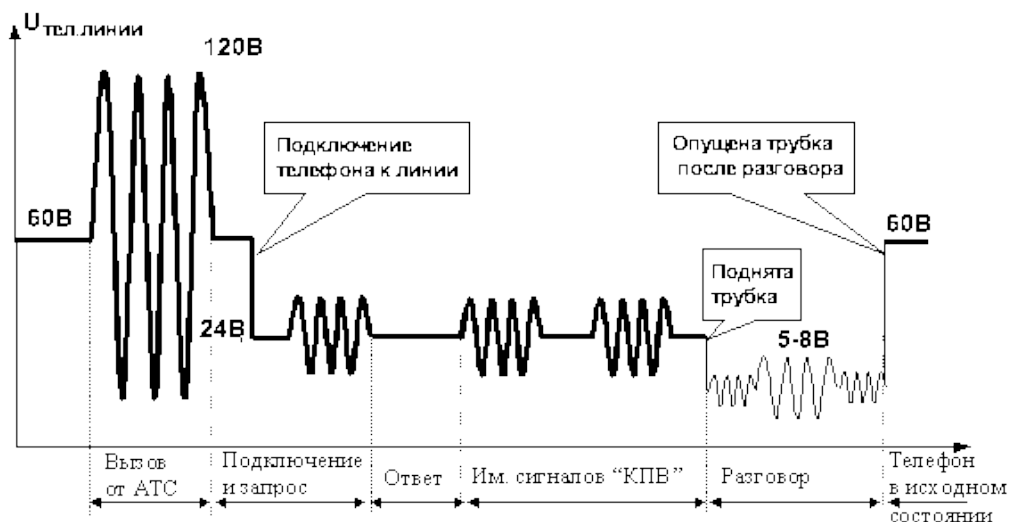 U тел. линии
120В
Подключение
телефона к линии
Опущена трубка
после разговора
60В
60В
Поднята
трубка
24В
5-8В
Вызов
от АТС
Подключение
и запрос
Ответ
Им. сигналов “КПВ”
Разговор
Телефон
в исходном
состоянии